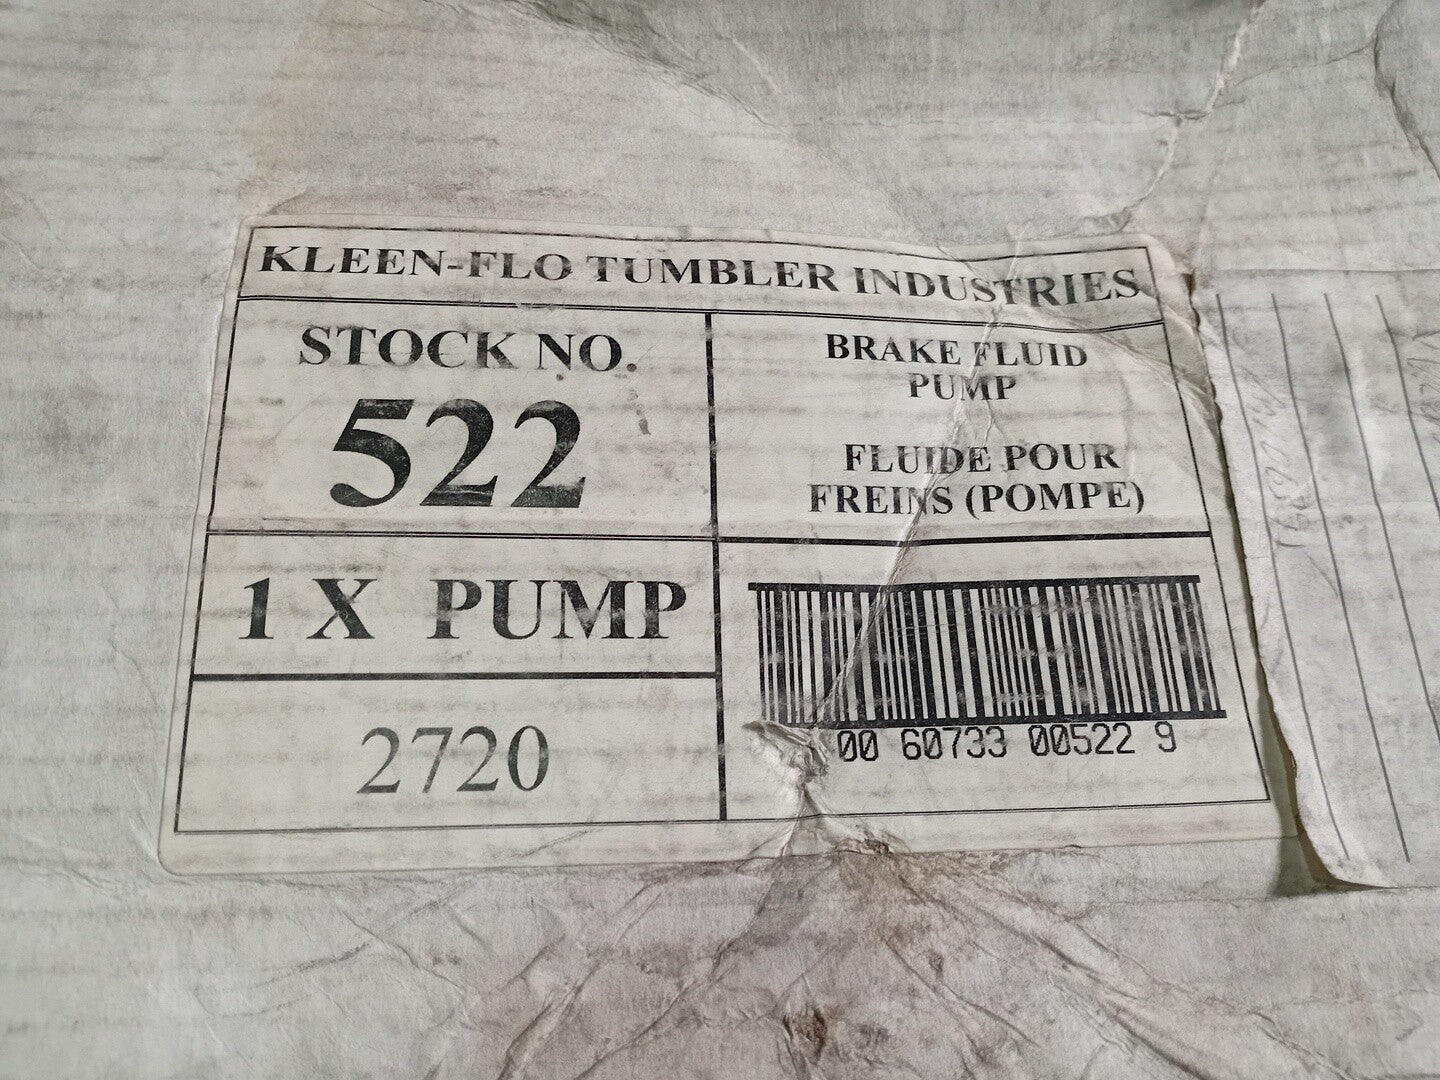 KLEEN-FLO TUMBLER INDUSTRIES
STOCK NO.
522
BRAKE FLUID
PUMP
FLUIDE POUR
FREINS (POMPE)
1 X PUMP
2720
00 60733 00522 9